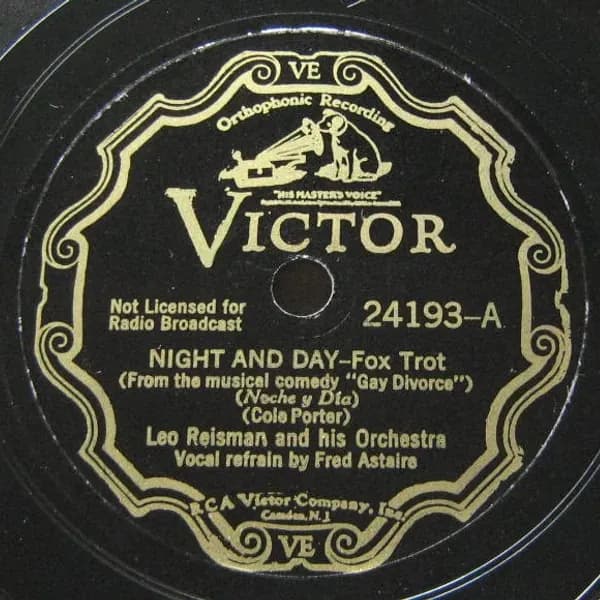 VE
Orthophonic Recording
"HIS MASTER'S VOICE"
VICTOR
Not Licensed for
Radio Broadcast
24193-A
NIGHT AND DAY-Fox Trot
(From the musical comedy "Gay Divorce")
(Noche y Día)
(Cole Porter)
Leo Reisman and his Orchestra
Vocal refrain by Fred Astaire
RCA Victor Company, Inc.
Camden, N.J.
VE